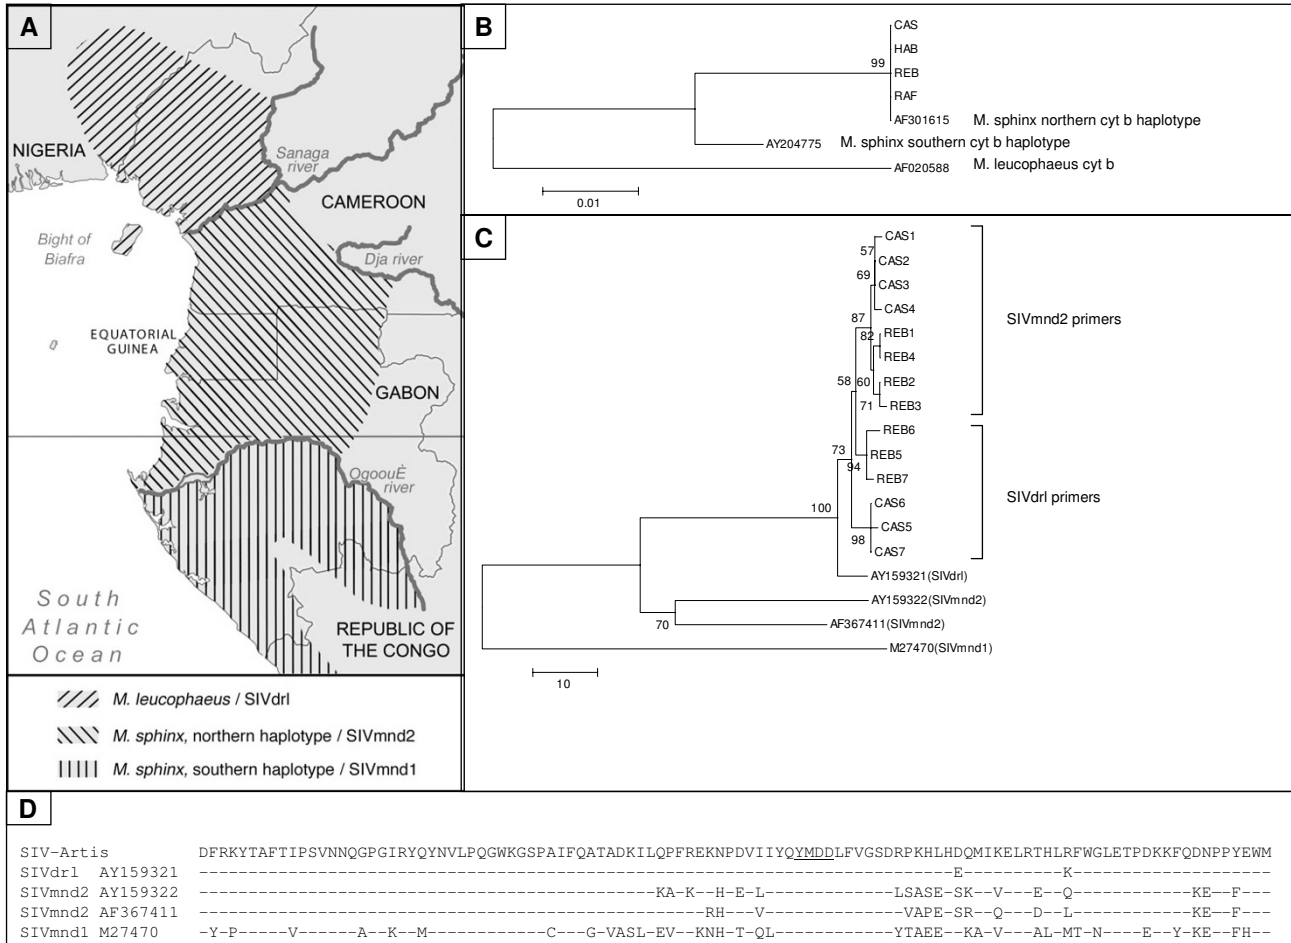 A
NIGERIA
Sanaga
river
CAMEROON
Bight of
Biafra
Dja river
EQUATORIAL
GUINEA
GABON
OgoouÈ
river
South
Atlantic
Ocean
REPUBLIC OF
THE CONGO
M. leucophaeus / SIVdrl
M. sphinx, northern haplotype / SIVmnd2
M. sphinx, southern haplotype / SIVmnd1
B
CAS
HAB
99
REB
RAF
AF301615 M. sphinx northern cyt b haplotype
AY204775 M. sphinx southern cyt b haplotype
AF020588 M. leucophaeus cyt b
0.01
C
CAS1
57
CAS2
69
CAS3
CAS4
87
82
REB1
REB4
58
60
REB2
71
REB3
SIVmnd2 primers
REB6
73
REB5
94
REB7
CAS6
100
CAS5
98
CAS7
SIVdrl primers
AY159321(SIVdrl)
AY159322(SIVmnd2)
70
AF367411(SIVmnd2)
M27470(SIVmnd1)
10
D
SIV-Artis DFRKYTAFTIPSVNNQGPGIRYQYNVLPQGWKGSPAIFQATADKILQPFREKNPDVIIYQYMDDLFVGSDRPKHLHDQMIKELRTHLRFWGLETPDKKFQDNPPYEWM
SIVdrl AY159321 -----------------------------------------------------------------------------E----------K--------------------
SIVmnd2 AY159322 ----------------------------------------------KA-K--H-E-L-------------LSASE-SK--V---E--Q------------KE--F---
SIVmnd2 AF367411 ---------------------------------------------------RH---V--------------VAPE-SR--Q---D--L------------KE--F---
SIVmnd1 M27470 -Y-P-----V------A--K--M------------C---G-VASL-EV--KNH-T-QL------------YTAEE--KA-V---AL-MT-N----E--Y-KE--FH--